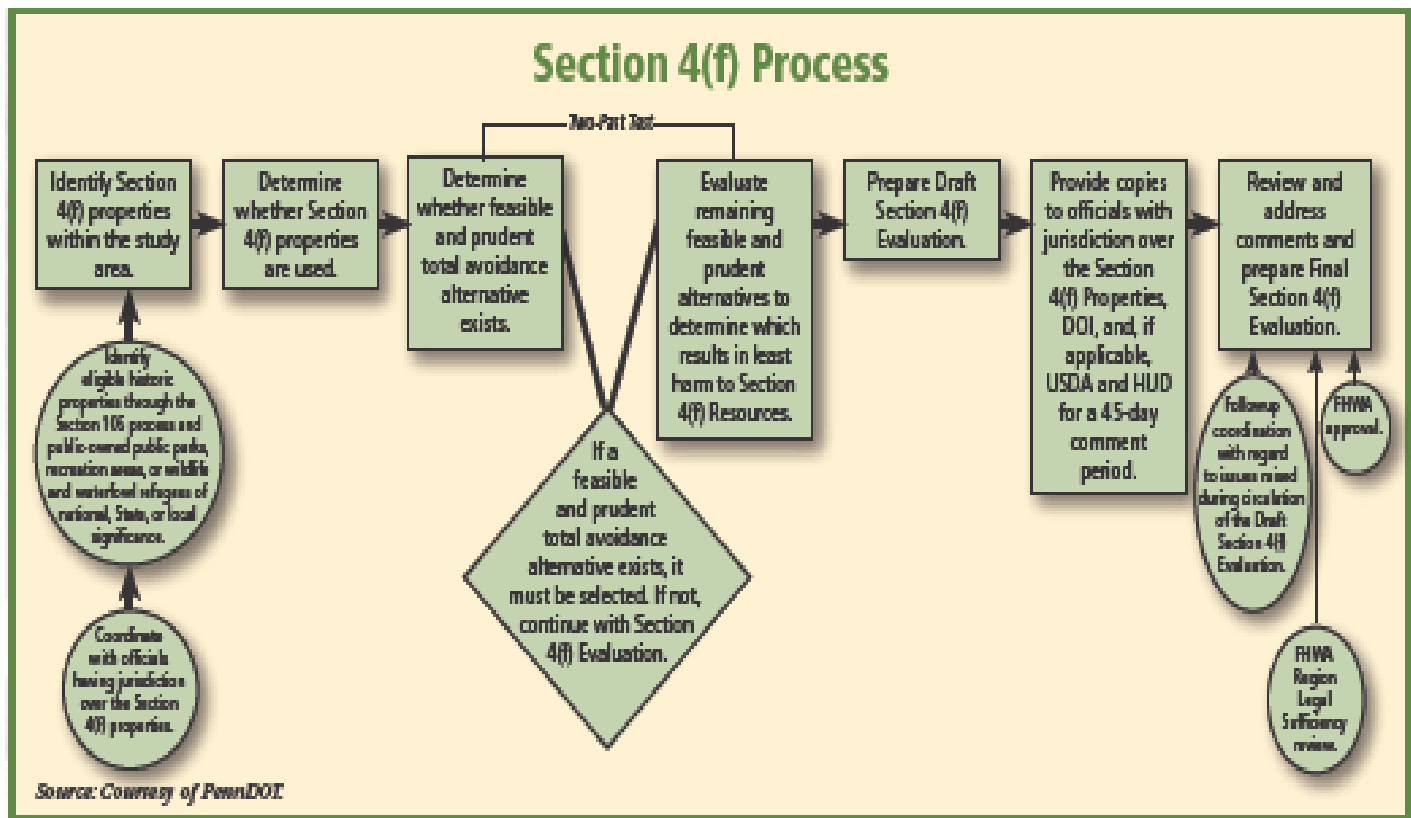 Section 4(f) Process
Two-Part Test
Identify Section
4(f) properties
within the study
area.
Determine
whether Section
4(f) properties
are used.
Determine
whether feasible
and prudent
total avoidance
alternative
exists.
Evaluate
remaining
feasible and
prudent
alternatives to
determine which
results in least
harm to Section
4(f) Resources.
Prepare Draft
Section 4(f)
Evaluation.
Provide copies
to officials with
jurisdiction over
the Section
4(f) Properties,
DOI, and, if
applicable,
USDA and HUD
for a 45-day
comment
period.
Review and
address
comments and
prepare Final
Section 4(f)
Evaluation.
Identify
eligible historic
properties through the
Section 106 process and
public-owned public parks,
recreation areas, or wildlife
and waterfowl refugees of
national, State, or local
significance.
Coordinate
with officials
having jurisdiction
over the Section
4(f) properties.
If a
feasible
and prudent
total avoidance
alternative exists, it
must be selected. If not,
continue with Section
4(f) Evaluation.
Followup
coordination
with regard
to issues raised
during circulation
of the Draft
Section 4(f)
Evaluation.
FHWA
approval.
FHWA
Region
Legal
Sufficiency
review.
Source: Courtesy of PennDOT.